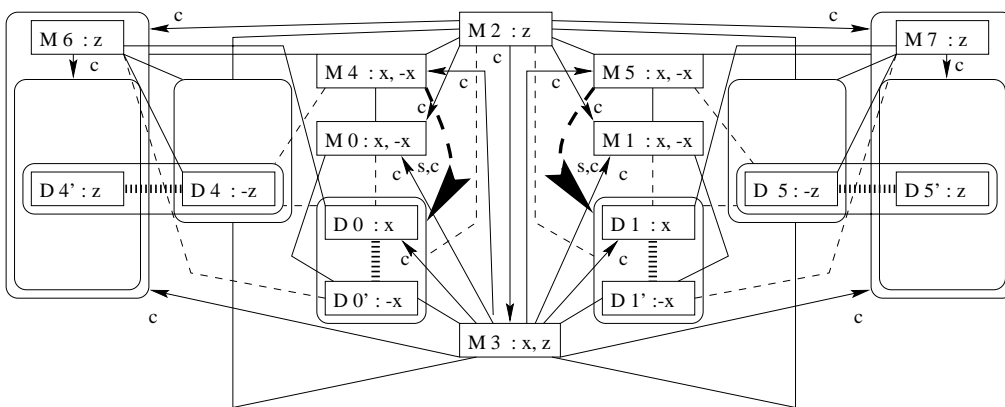 c
M 2 : z
c
M 6 : z
M 7 : z
c
c
c
M 4 : x, -x
c
c
M 5 : x, -x
c
c
M 0 : x, -x
M 1 : x, -x
c
s,c
s,c
c
D 4' : z
D 4 : -z
D 5 : -z
D 5' : z
D 0 : x
D 1 : x
c
c
D 0' : -x
D 1' : -x
c
c
M 3 : x, z